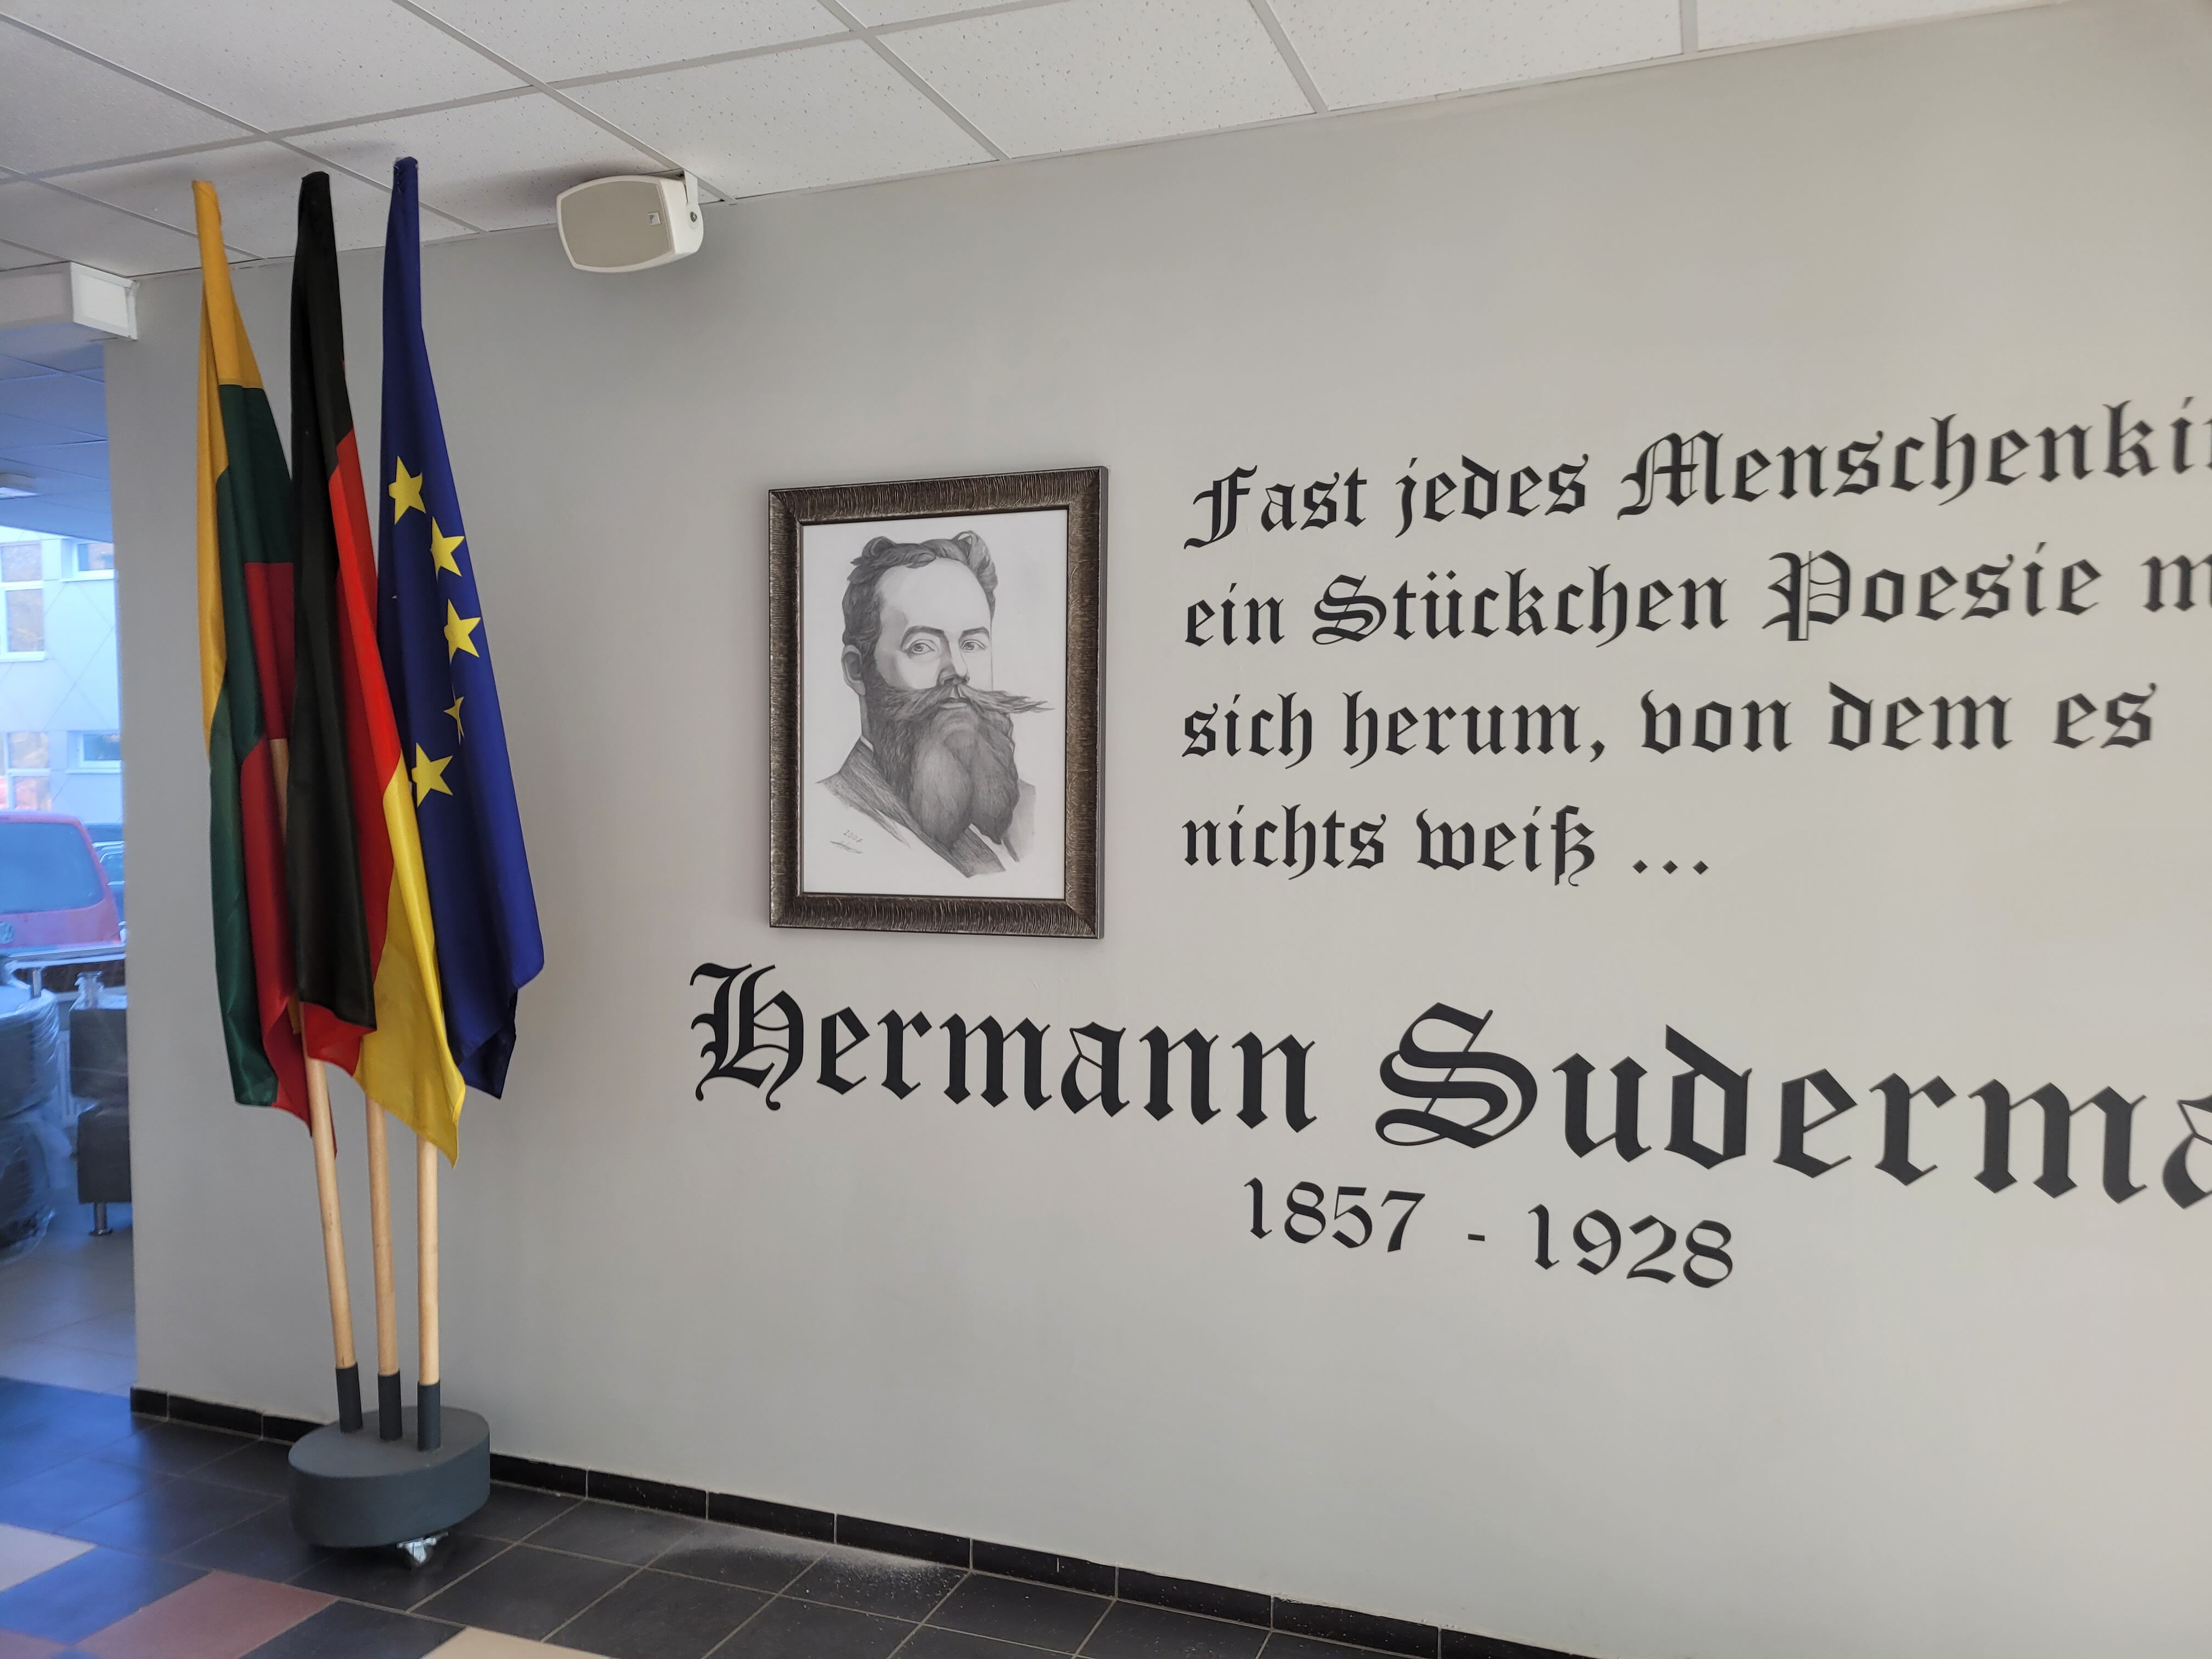 Fast jedes Menschenki
ein Stückchen Poesie m
sich herum, von dem es
nichts weiß ...
Hermann Suderma
1857 - 1928